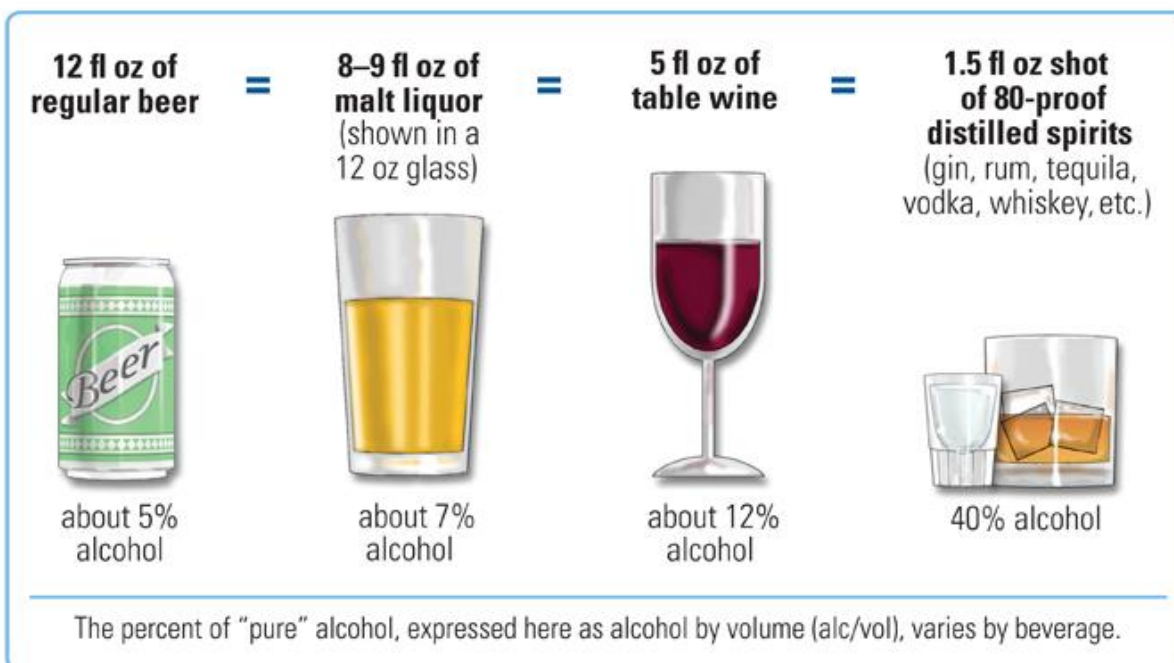 12 fl oz of
regular beer
=
8–9 fl oz of
malt liquor
(shown in a
12 oz glass)
=
5 fl oz of
table wine
=
1.5 fl oz shot
of 80-proof
distilled spirits
(gin, rum, tequila,
vodka, whiskey, etc.)
Beer
about 5%
alcohol
about 7%
alcohol
about 12%
alcohol
40% alcohol
The percent of “pure” alcohol, expressed here as alcohol by volume (alc/vol), varies by beverage.